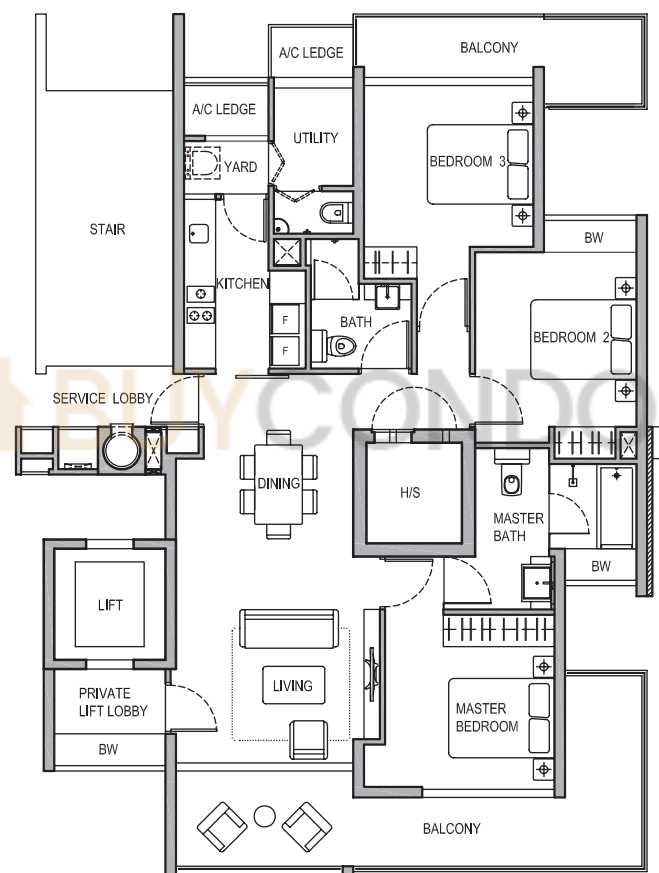 A/C LEDGE
BALCONY
A/C LEDGE
UTILITY
YARD
BEDROOM 3
STAIR
BW
KITCHEN
F
BATH
BEDROOM 2
F
BUYCONDO
SERVICE LOBBY
DINING
H/S
MASTER
BATH
BW
LIFT
LIVING
PRIVATE
LIFT LOBBY
MASTER
BEDROOM
BW
BALCONY